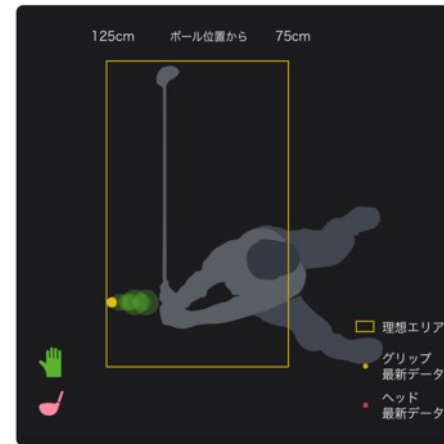 125cm ボール位置から 75cm
理想エリア
グリップ
最新データ
ヘッド
最新データ